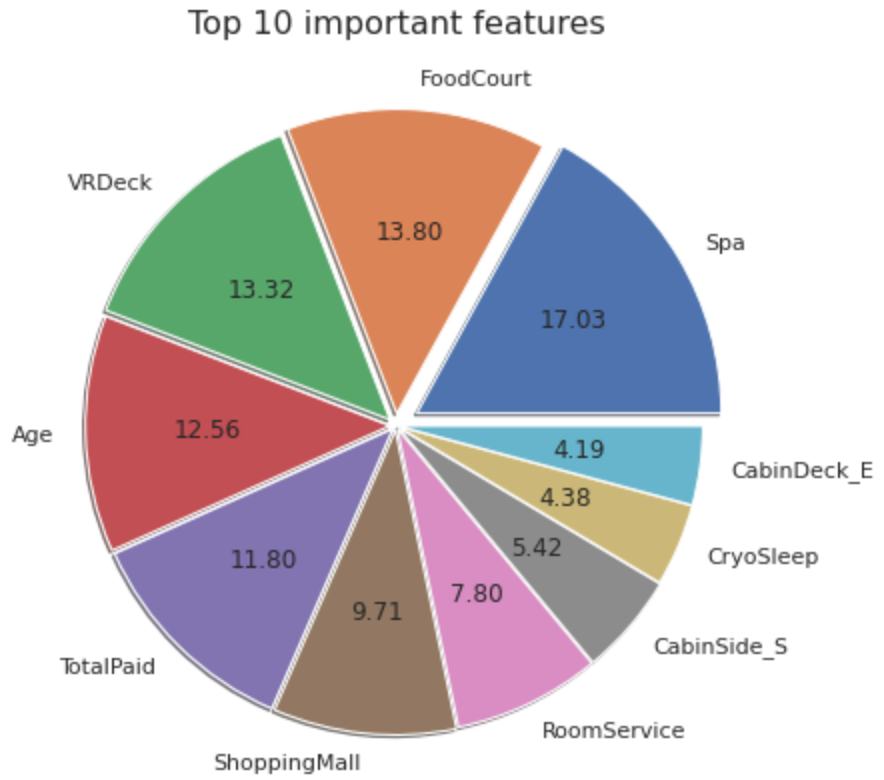 Top 10 important features
FoodCourt
VRDeck
13.80
Spa
13.32
17.03
Age
12.56
4.19
CabinDeck_E
4.38
11.80
5.42
CryoSleep
7.80
9.71
CabinSide_S
TotalPaid
RoomService
ShoppingMall